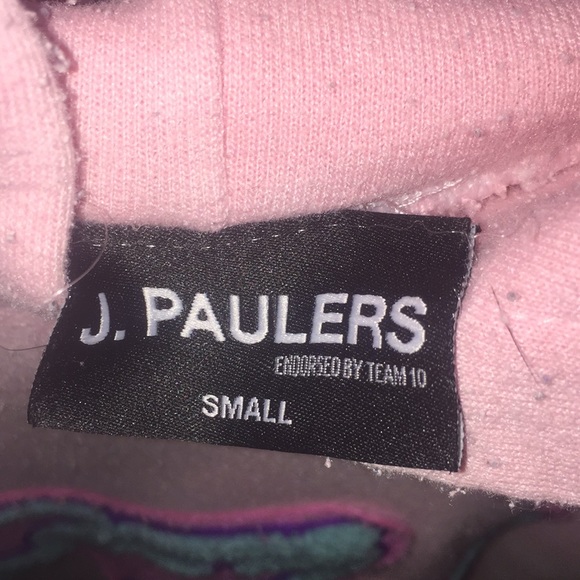 J. PAULERS
ENDORSED BY TEAM 10
SMALL